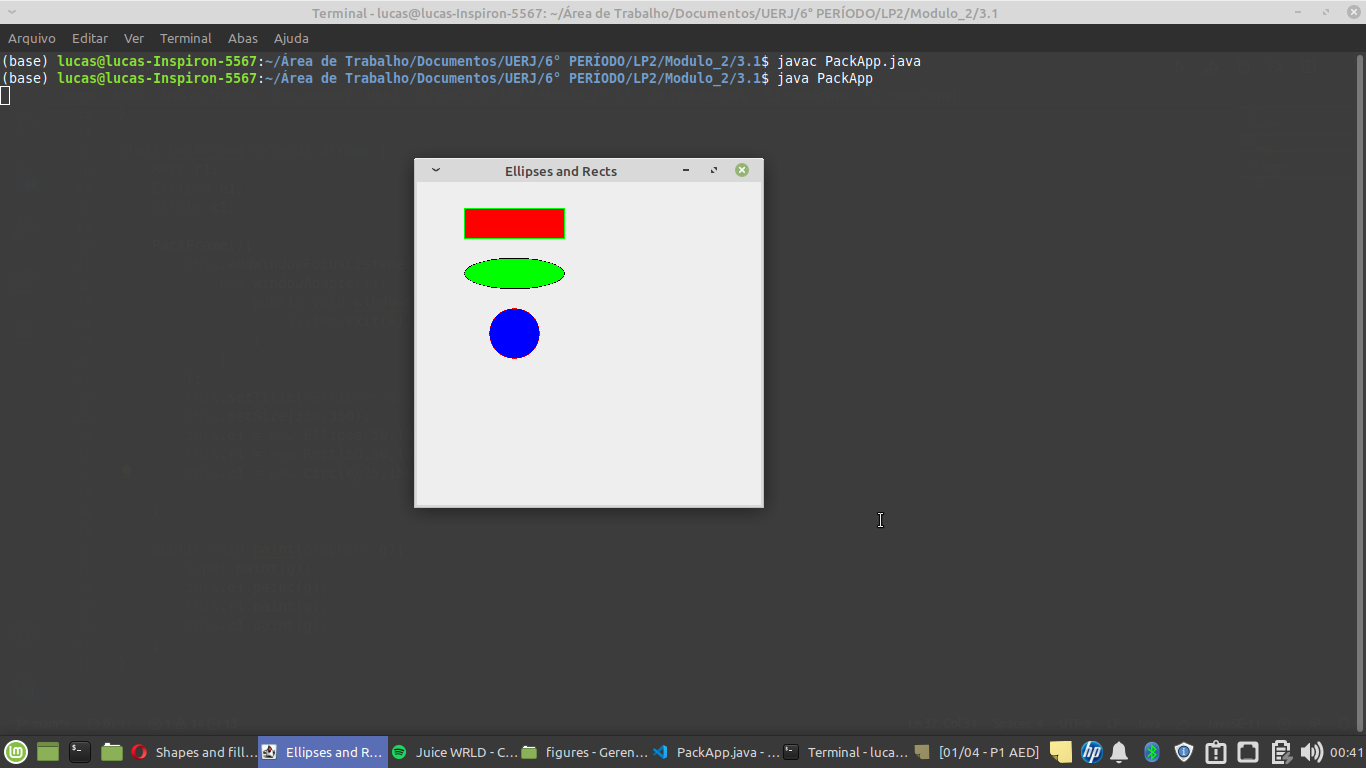 Terminal - lucas@lucas-Inspiron-5567: ~/Área de Trabalho/Documentos/UERJ/6° PERÍODO/LP2/Modulo_2/3.1
Arquivo Editar Ver Terminal Abas Ajuda
(base) lucas@lucas-Inspiron-5567:~/Área de Trabalho/Documentos/UERJ/6° PERÍODO/LP2/Modulo_2/3.1$ javac PackApp.java
(base) lucas@lucas-Inspiron-5567:~/Área de Trabalho/Documentos/UERJ/6° PERÍODO/LP2/Modulo_2/3.1$ java PackApp
Ellipses and Rects
Shapes and fill... Ellipses and R... Juice WRLD - C... figures - Geren... PackApp.java - ... Terminal - luca... [01/04 - P1 AED] hp 00:41